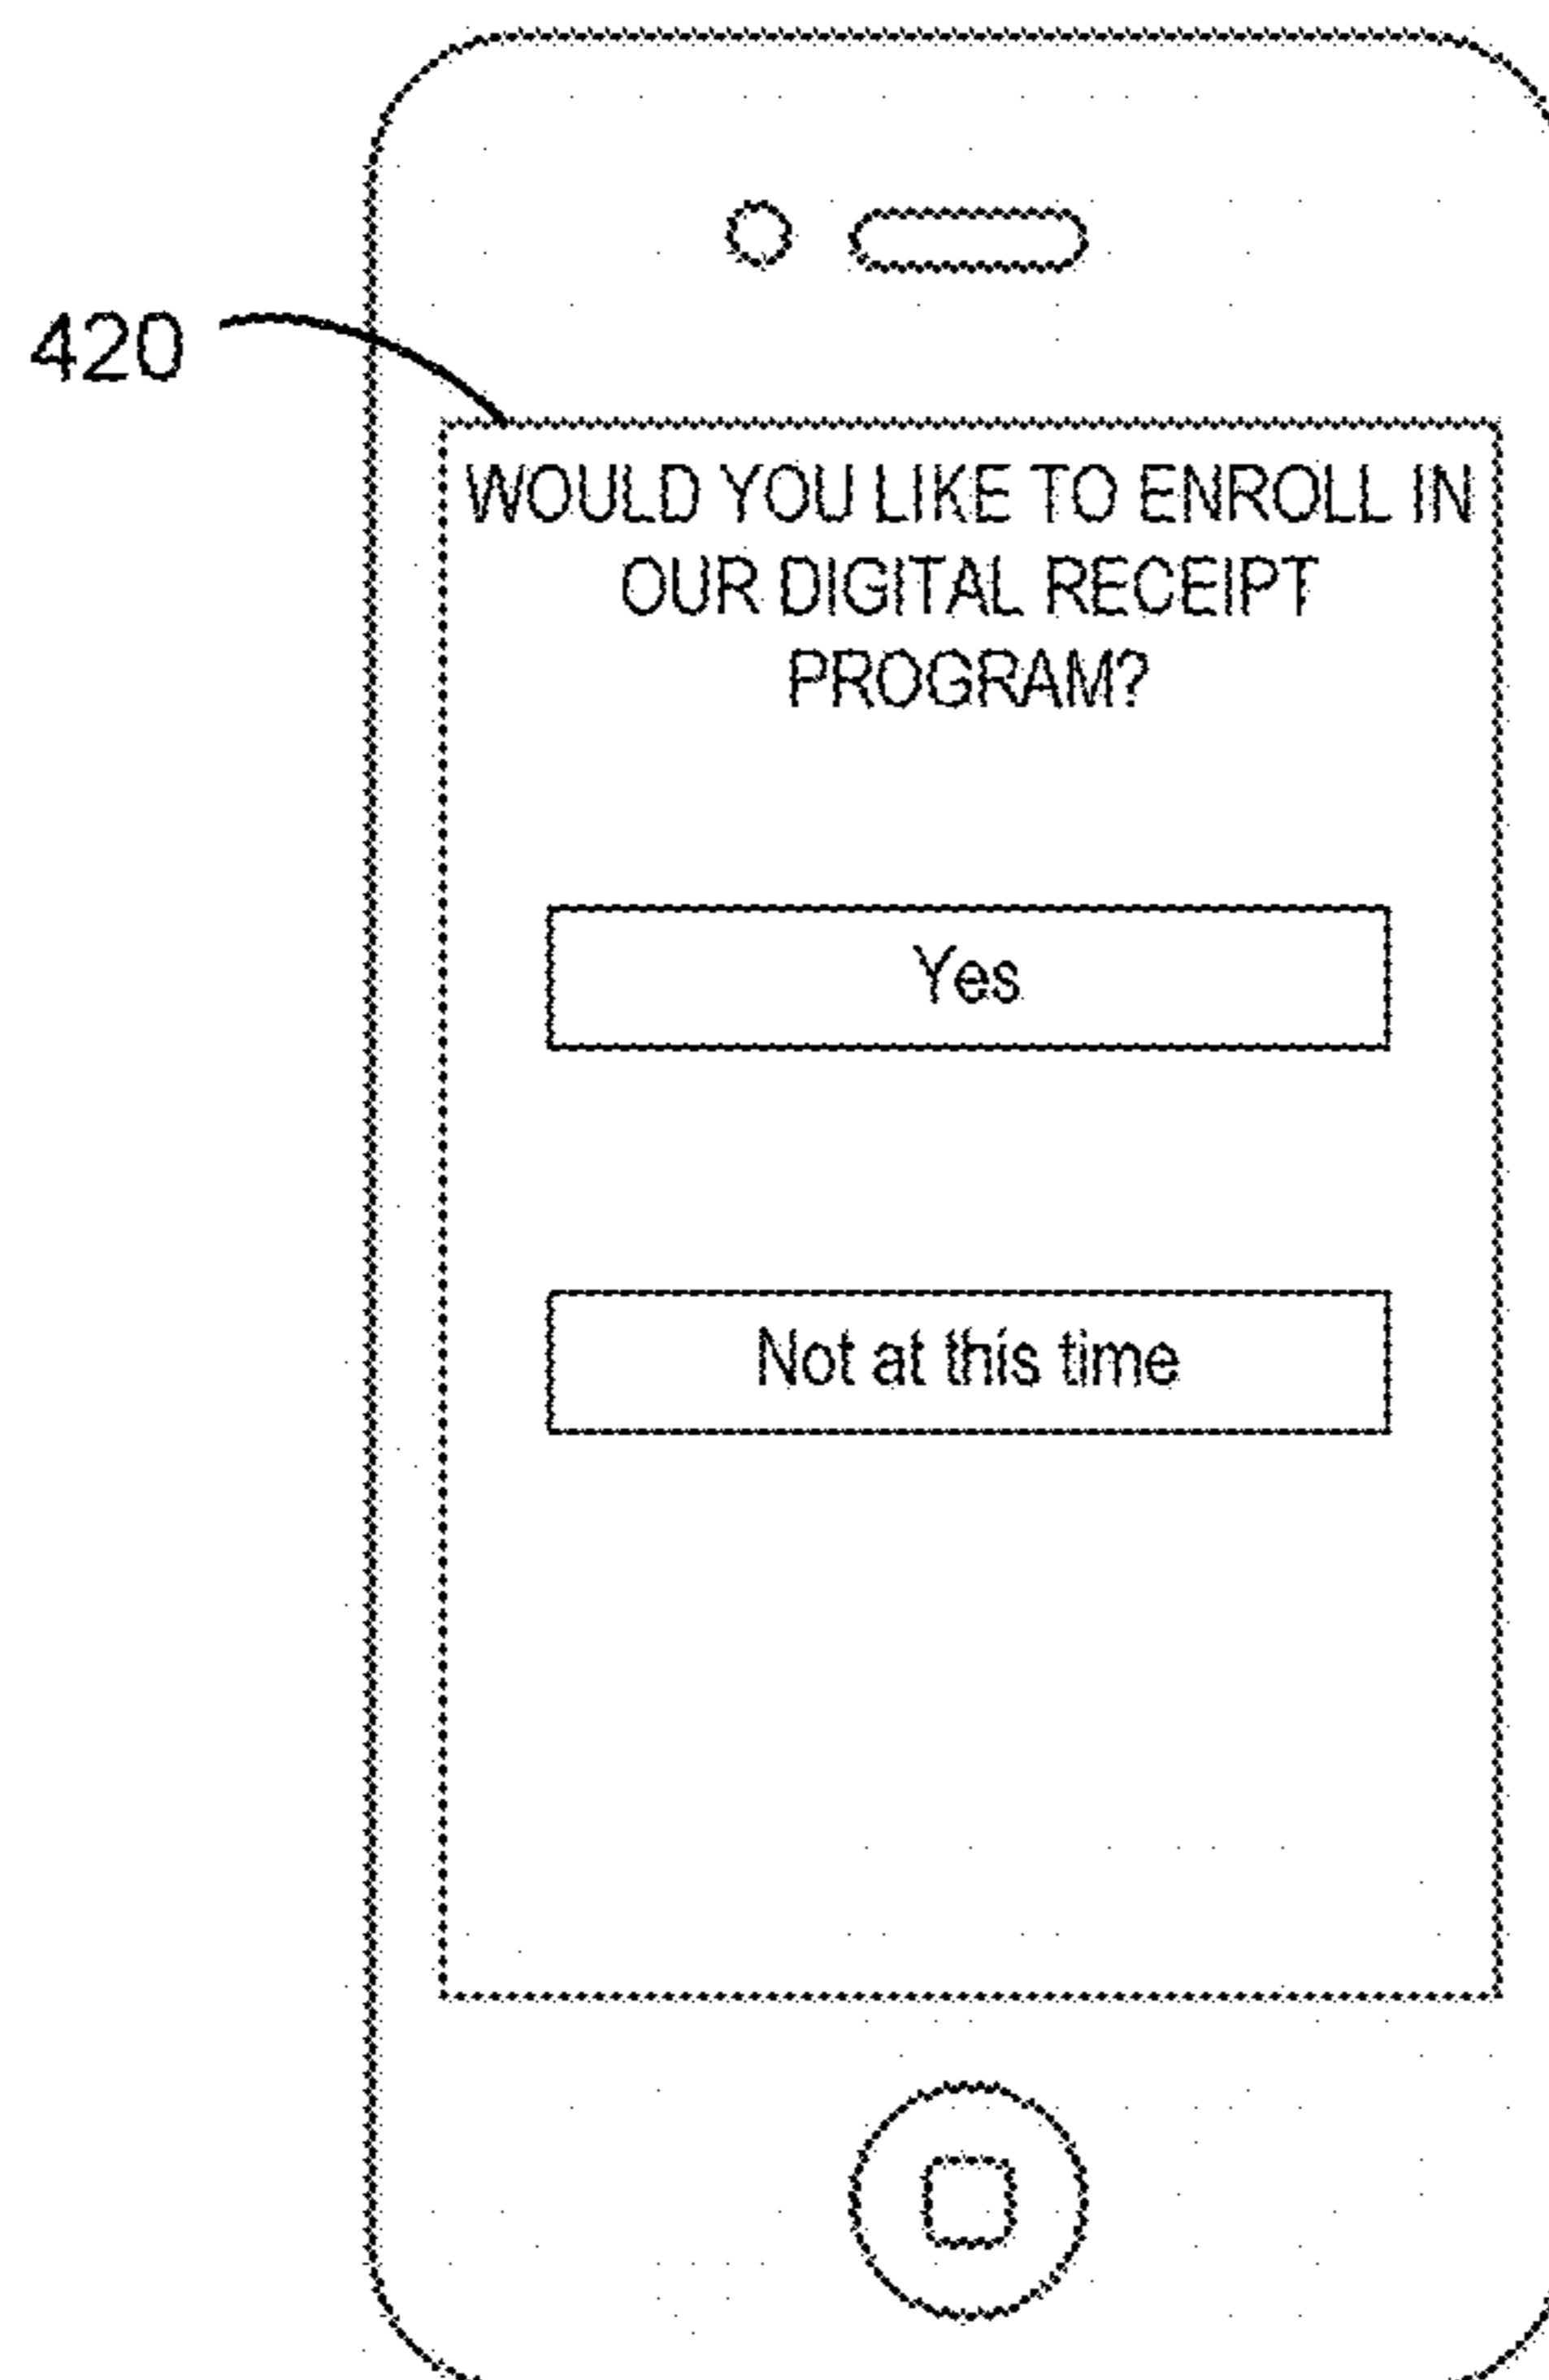 420
WOULD YOU LIKE TO ENROLL IN
OUR DIGITAL RECEIPT
PROGRAM?
Yes
Not at this time